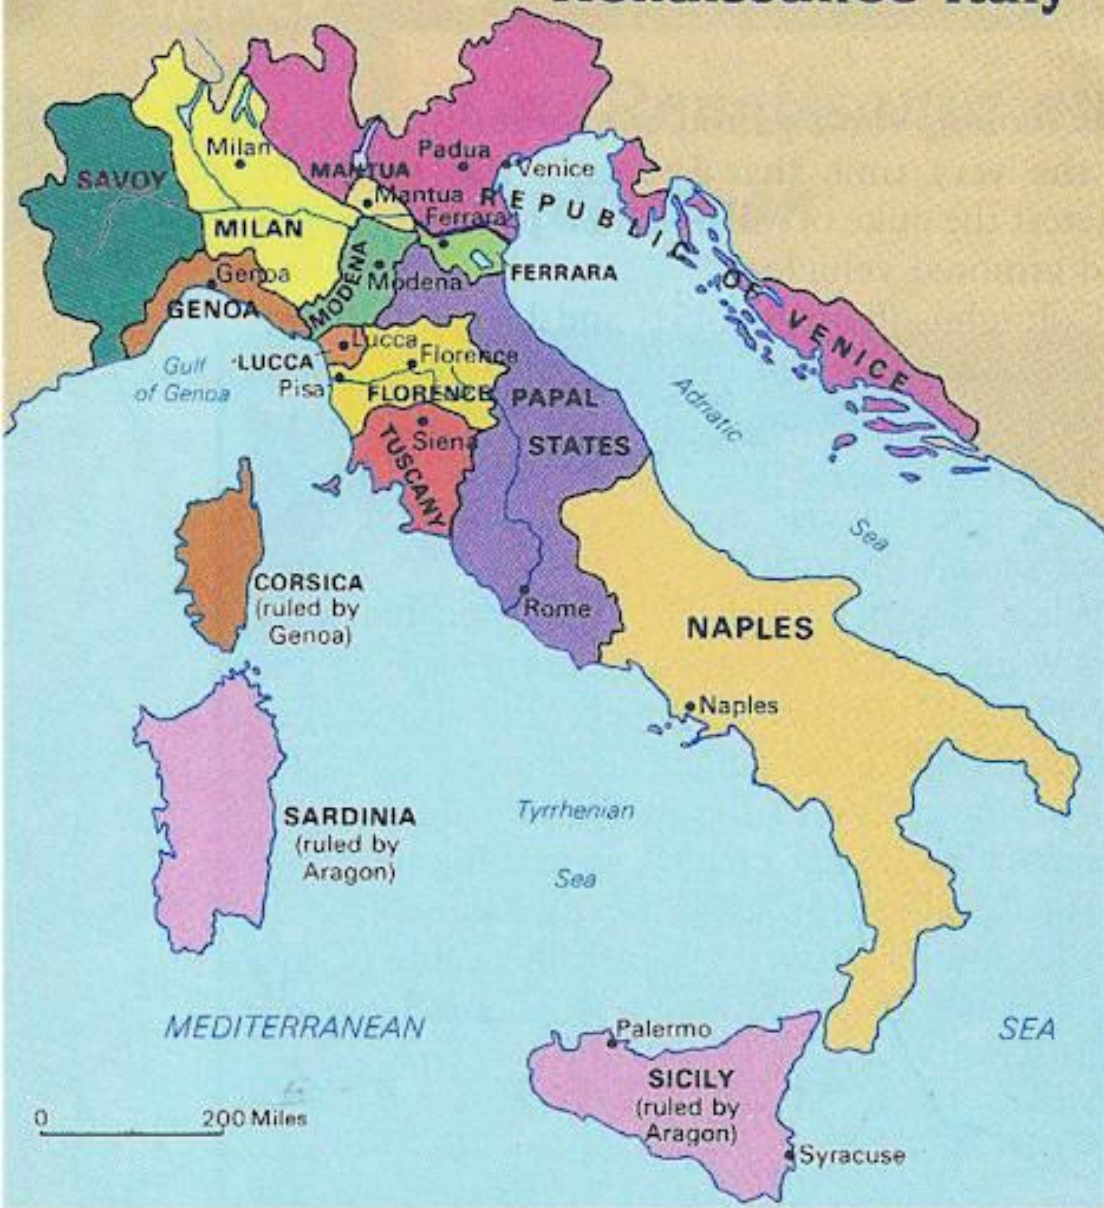 Renaissance Italy
Milan
Padua
Venice
SAVOY
MANTUA
Mantua
REPUBLIC OF VENICE
Ferrara
MILAN
MODENA
Modena
FERRARA
Genoa
GENOA
Lucca
-LUCCA
Florence
Gulf
of Genoa
Pisa
FLORENCE
PAPAL
STATES
Adriatic
Sea
TUSCANY
Siena
CORSICA
(ruled by
Genoa)
Rome
NAPLES
Naples
SARDINIA
(ruled by
Aragon)
Tyrrhenian
Sea
MEDITERRANEAN
SEA
Palermo
SICILY
(ruled by
Aragon)
Syracuse
0 200 Miles